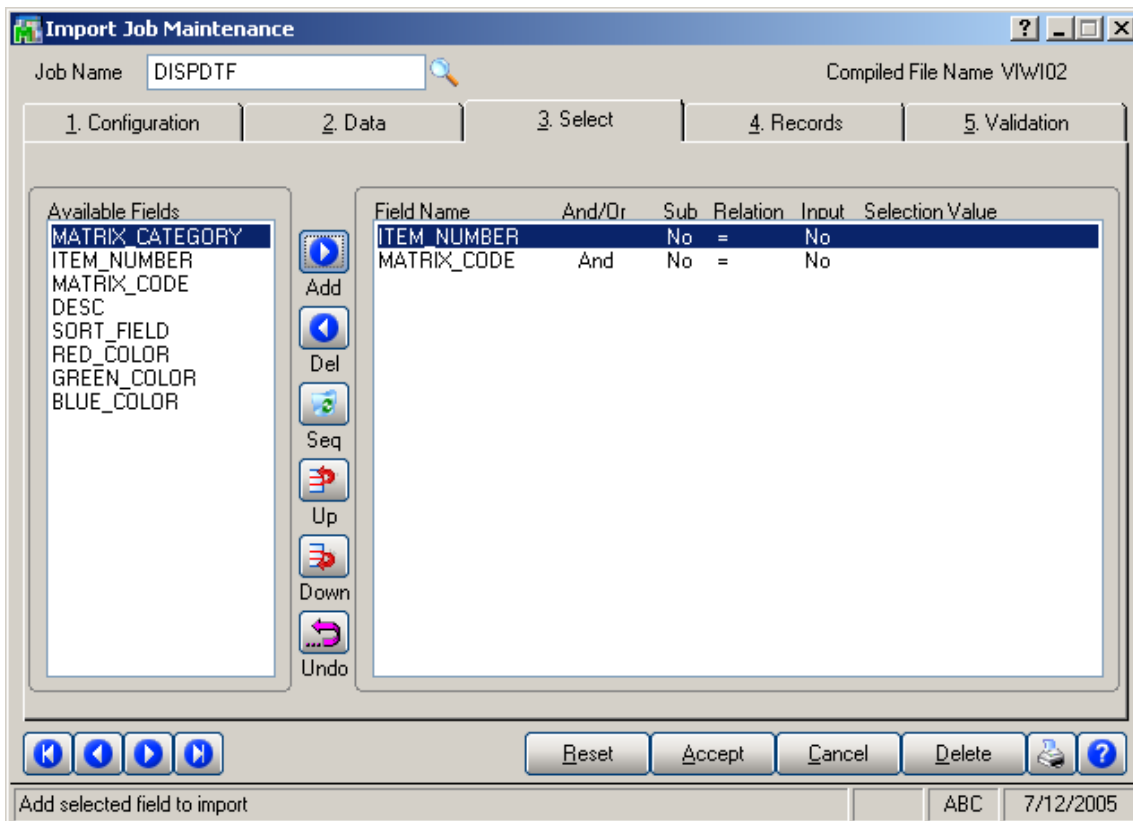 Import Job Maintenance
Job Name DISPDTF Compiled File Name VIWI02
1. Configuration 2. Data 3. Select 4. Records 5. Validation
Available Fields
MATRIX_CATEGORY
ITEM_NUMBER
MATRIX_CODE
DESC
SORT_FIELD
RED_COLOR
GREEN_COLOR
BLUE_COLOR
Add
Del
Seq
Up
Down
Undo
Field Name And/Or Sub Relation Input Selection Value
ITEM_NUMBER No = No
MATRIX_CODE And No = No
Reset Accept Cancel Delete
Add selected field to import ABC 7/12/2005